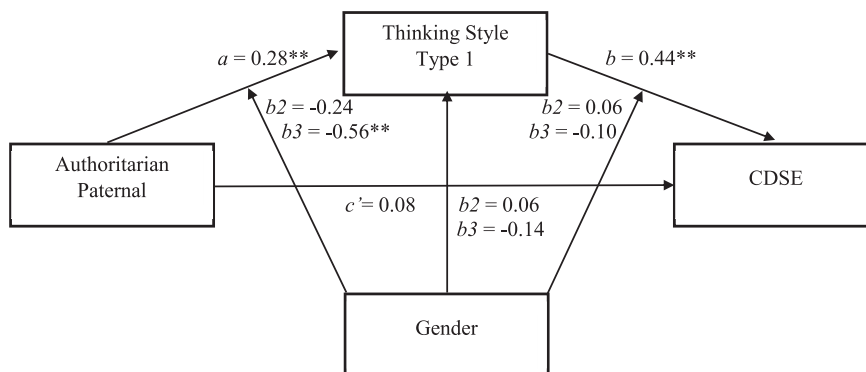 Thinking Style
Type 1
a = 0.28**
b = 0.44**
b2 = -0.24
b3 = -0.56**
b2 = 0.06
b3 = -0.10
Authoritarian
Paternal
CDSE
c’= 0.08
b2 = 0.06
b3 = -0.14
Gender